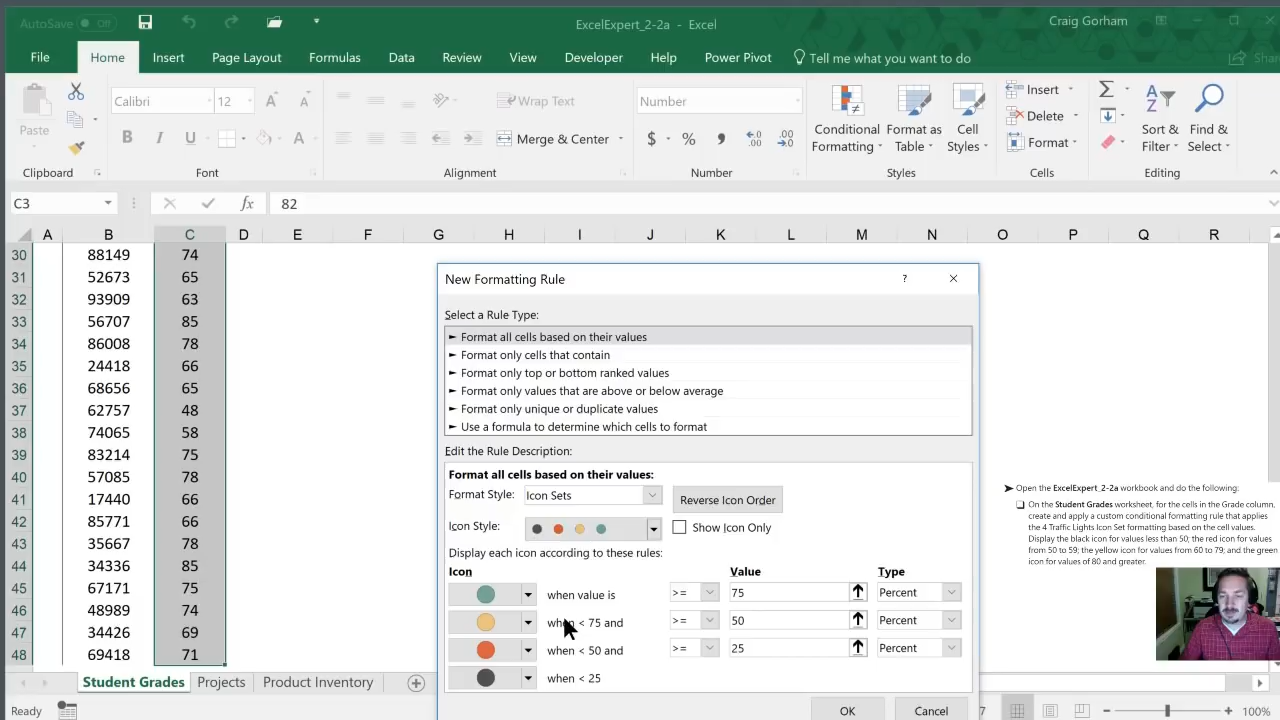 AutoSave Off
ExcelExpert_2-2a - Excel
Craig Gorham
File Home Insert Page Layout Formulas Data Review View Developer Help Power Pivot Tell me what you want to do
Paste
Calibri 12
B I U
Wrap Text
Merge & Center
Number
$ % ,
Conditional Formatting
Format as Table
Cell Styles
Insert
Delete
Format
Sort & Filter
Find & Select
Clipboard Font Alignment Number Styles Cells Editing
C3 fx 82
A B C D E F G H I J K L M N O P Q R
30 88149 74
31 52673 65
32 93909 63
33 56707 85
34 86008 78
35 24418 66
36 68656 65
37 62757 48
38 74065 58
39 83214 75
40 57085 78
41 17440 66
42 85771 66
43 35667 78
44 34336 85
45 67171 75
46 48989 74
47 34426 69
48 69418 71
New Formatting Rule ?
Select a Rule Type:
► Format all cells based on their values
► Format only cells that contain
► Format only top or bottom ranked values
► Format only values that are above or below average
► Format only unique or duplicate values
► Use a formula to determine which cells to format
Edit the Rule Description:
Format all cells based on their values:
Format Style: Icon Sets
Reverse Icon Order
Icon Style:
Show Icon Only
Display each icon according to these rules:
Icon Value Type
when value is >= 75 Percent
when < 75 and >= 50 Percent
when < 50 and >= 25 Percent
when < 25
OK Cancel
➤ Open the ExcelExpert_2-2a workbook and do the following:
❑ On the Student Grades worksheet, for the cells in the Grade column,
create and apply a custom conditional formatting rule that applies
the 4 Traffic Lights Icon Set formatting based on the cell values.
Display the black icon for values less than 50; the red icon for values
from 50 to 59; the yellow icon for values from 60 to 79; and the green
icon for values of 80 and greater.
Student Grades Projects Product Inventory
Ready
100%